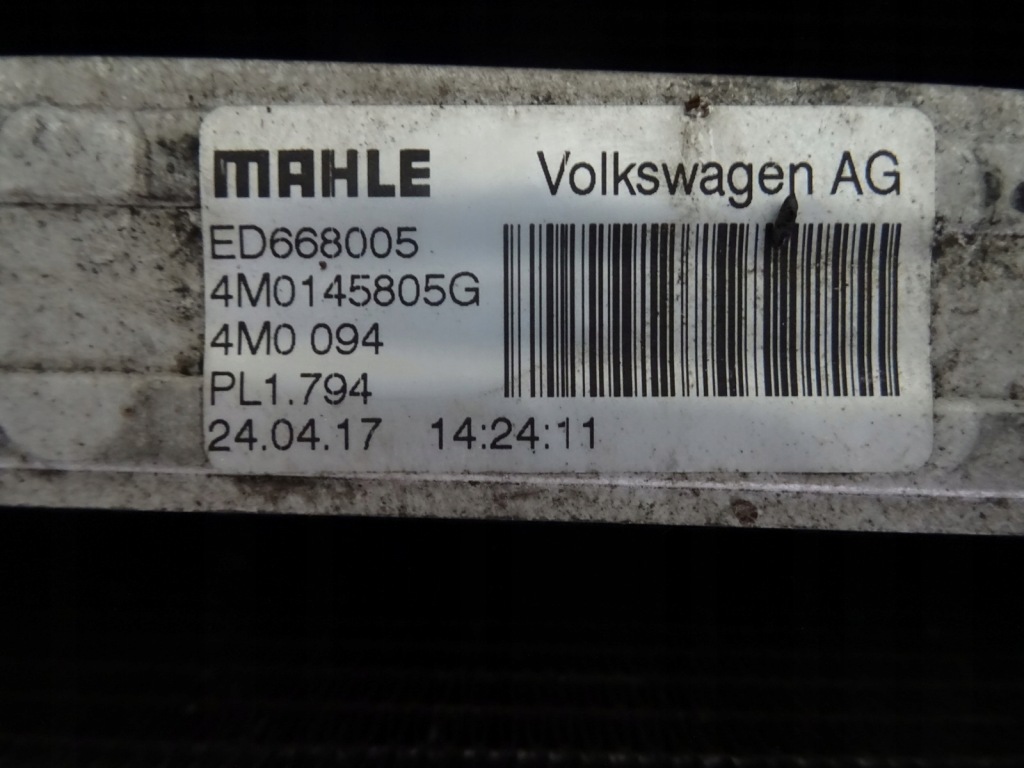 MAHLE Volkswagen AG
ED668005
4M0145805G
4M0 094
PL1.794
24.04.17 14:24:11